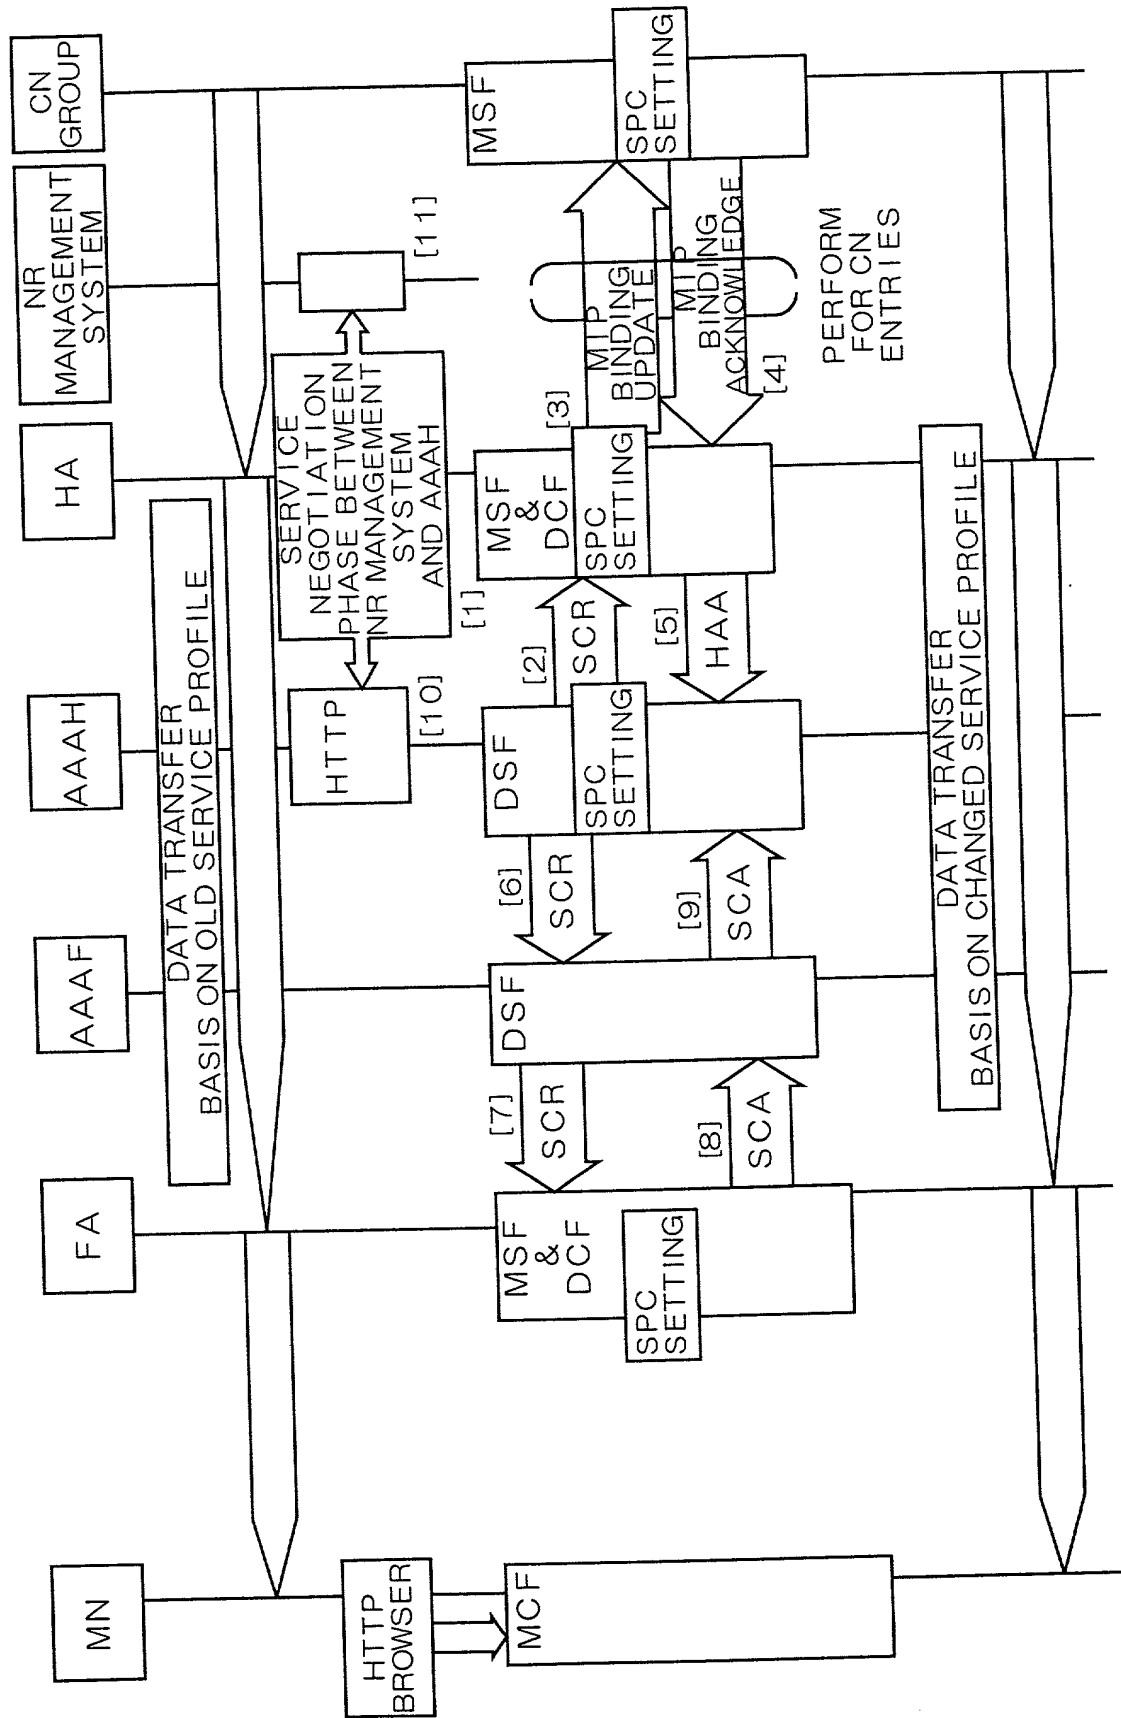 MN
FA
AAAF
AAAH
HA
NR
MANAGEMENT
SYSTEM
CN
GROUP
DATA TRANSFER
BASIS ON OLD SERVICE PROFILE
HTTP
BROWSER
HTTP
[10]
SERVICE
NEGOTIATION
PHASE BETWEEN
NR MANAGEMENT
SYSTEM
AND AAAH
[1]
[11]
MCF
MSF
&
DCF
SPC
SETTING
[7]
SCR
[8]
SCA
DSF
[6]
SCR
[9]
SCA
DSF
SPC
SETTING
[2]
SCR
[5]
HAA
MSF
&
DCF
SPC
SETTING
[3]
MIP
BINDING
UPDATE
MIP
BINDING
ACKNOWLEDGE
[4]
MSF
SPC
SETTING
PERFORM
FOR CN
ENTRIES
DATA TRANSFER
BASIS ON CHANGED SERVICE PROFILE